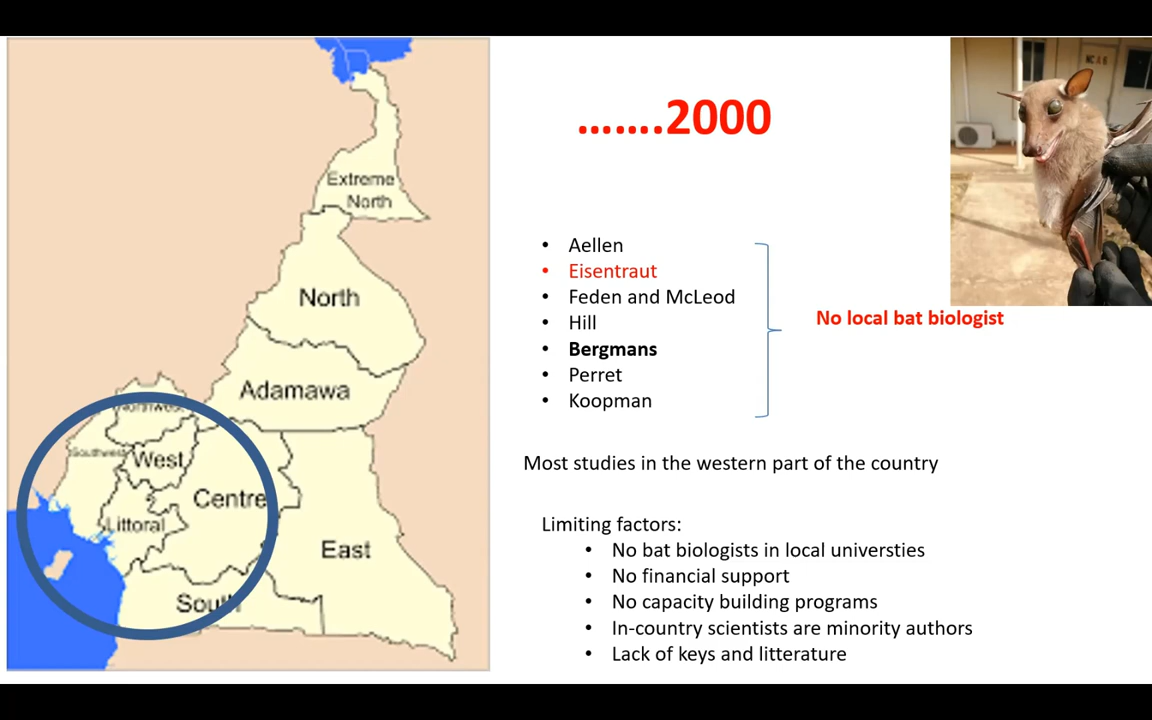 .......2000
Extreme
North
North
Adamawa
Northwest
Southwest
West
Centre
Littoral
East
South
• Aellen
• Eisentraut
• Feden and McLeod
• Hill
• Bergmans
• Perret
• Koopman
No local bat biologist
Most studies in the western part of the country
Limiting factors:
• No bat biologists in local universties
• No financial support
• No capacity building programs
• In-country scientists are minority authors
• Lack of keys and litterature